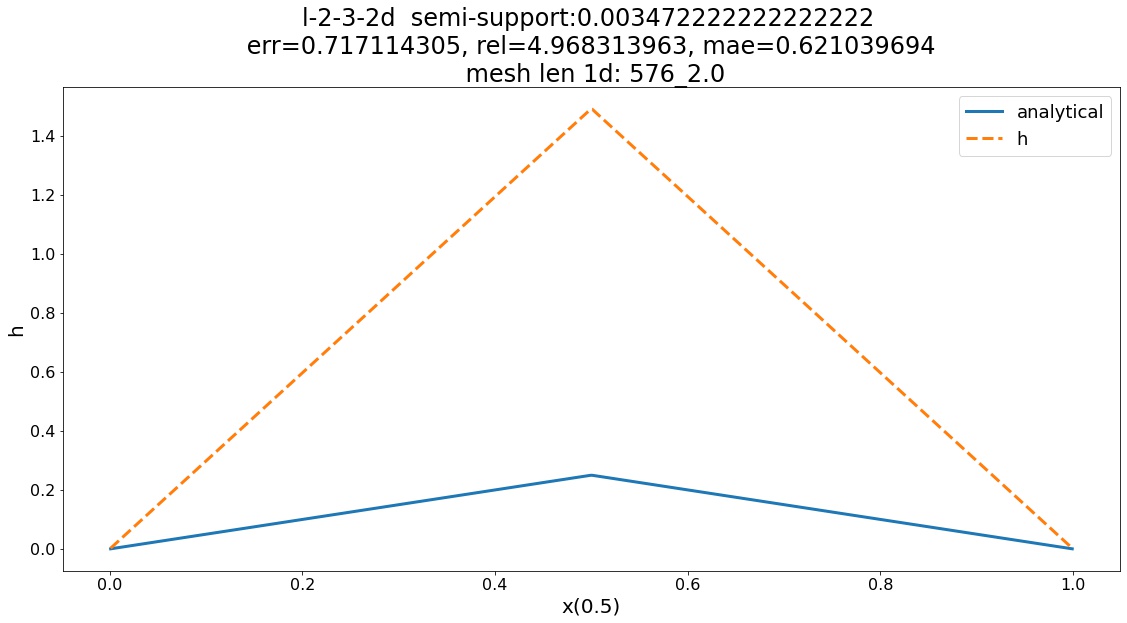 l-2-3-2d  semi-support:0.003472222222222222
err=0.717114305, rel=4.968313963, mae=0.621039694
mesh len 1d: 576_2.0
analytical
h
1.4
1.2
1.0
0.8
0.6
0.4
0.2
0.0
h
0.0 0.2 0.4 0.6 0.8 1.0
x(0.5)